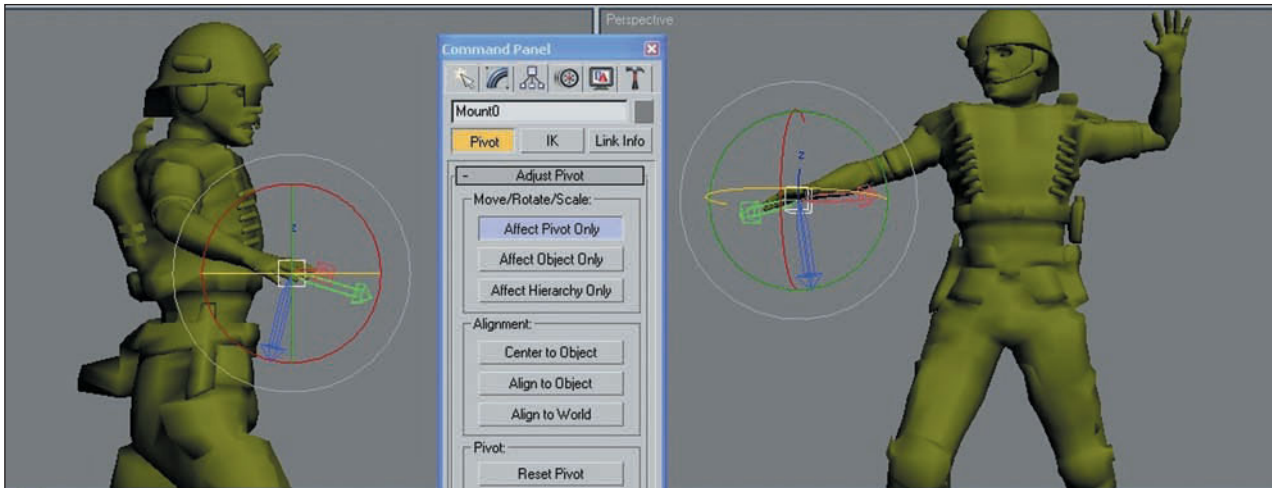 Perspective
Command Panel
Mount0
Pivot IK Link Info
- Adjust Pivot
Move/Rotate/Scale:
Affect Pivot Only
Affect Object Only
Affect Hierarchy Only
Alignment:
Center to Object
Align to Object
Align to World
Pivot:
Reset Pivot
z
z